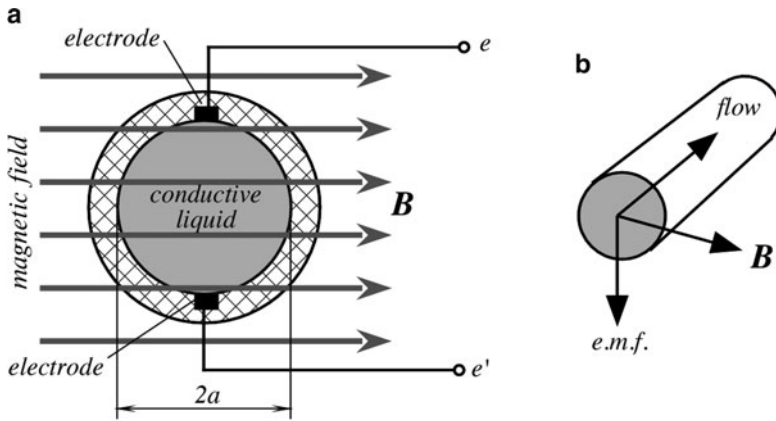 a
electrode
e
magnetic field
conductive
liquid
B
electrode
e'
2a
b
flow
B
e.m.f.